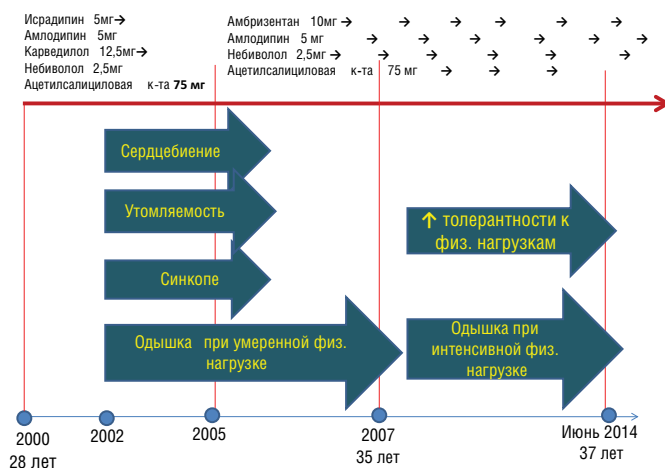 Исрадипин 5мг→
Амлодипин 5мг
Карведилол 12,5мг→
Небиволол 2,5мг
Ацетилсалициловая к-та 75 мг
Амбризентан 10мг → → → → → →
Амлодипин 5 мг → → → → → →
Небиволол 2,5мг → → → → → →
Ацетилсалициловая к-та 75 мг → → →
Сердцебиение
Утомляемость
Синкопе
Одышка при умеренной физ.
нагрузке
↑ толерантности к
физ. нагрузкам
Одышка при
интенсивной физ.
нагрузке
2000
28 лет
2002
2005
2007
35 лет
Июнь 2014
37 лет